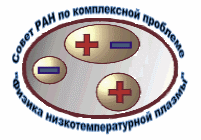 Совет РАН по комплексной проблеме
"Физика низкотемпературной плазмы"